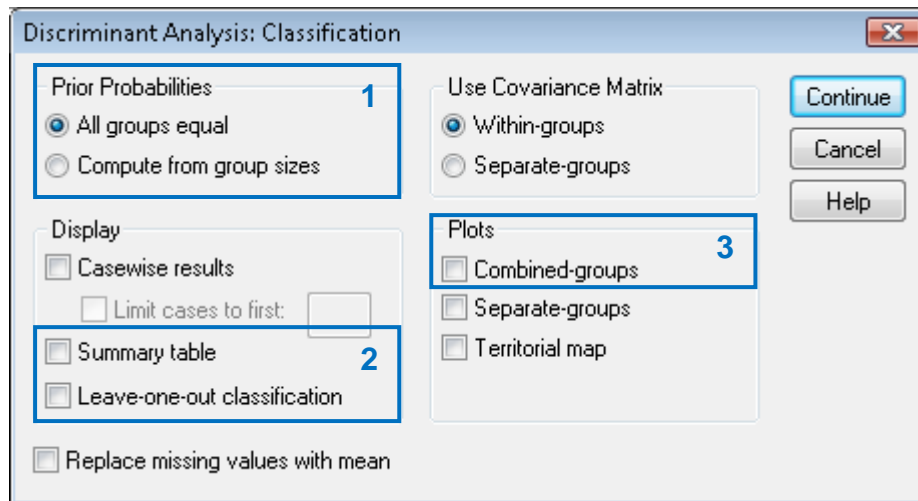 Discriminant Analysis: Classification
Prior Probabilities
1
All groups equal
Compute from group sizes
Use Covariance Matrix
Within-groups
Separate-groups
Continue
Cancel
Help
Display
Casewise results
Limit cases to first:
Summary table
2
Leave-one-out classification
Plots
3
Combined-groups
Separate-groups
Territorial map
Replace missing values with mean